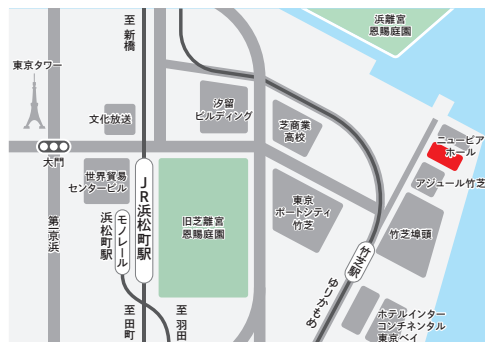 浜離宮
恩賜庭園
至新橋
東京タワー
文化放送
汐留
ビルディング
芝商業
高校
ニューピア
ホール
大門
世界貿易
センタービル
アジュール竹芝
JR浜松町駅
モノレール
浜松町駅
旧芝離宮
恩賜庭園
東京
ポートシティ
竹芝
第一京浜
竹芝埠頭
竹芝駅
ゆりかもめ
至田町
至羽田
ホテルインター
コンチネンタル
東京ベイ